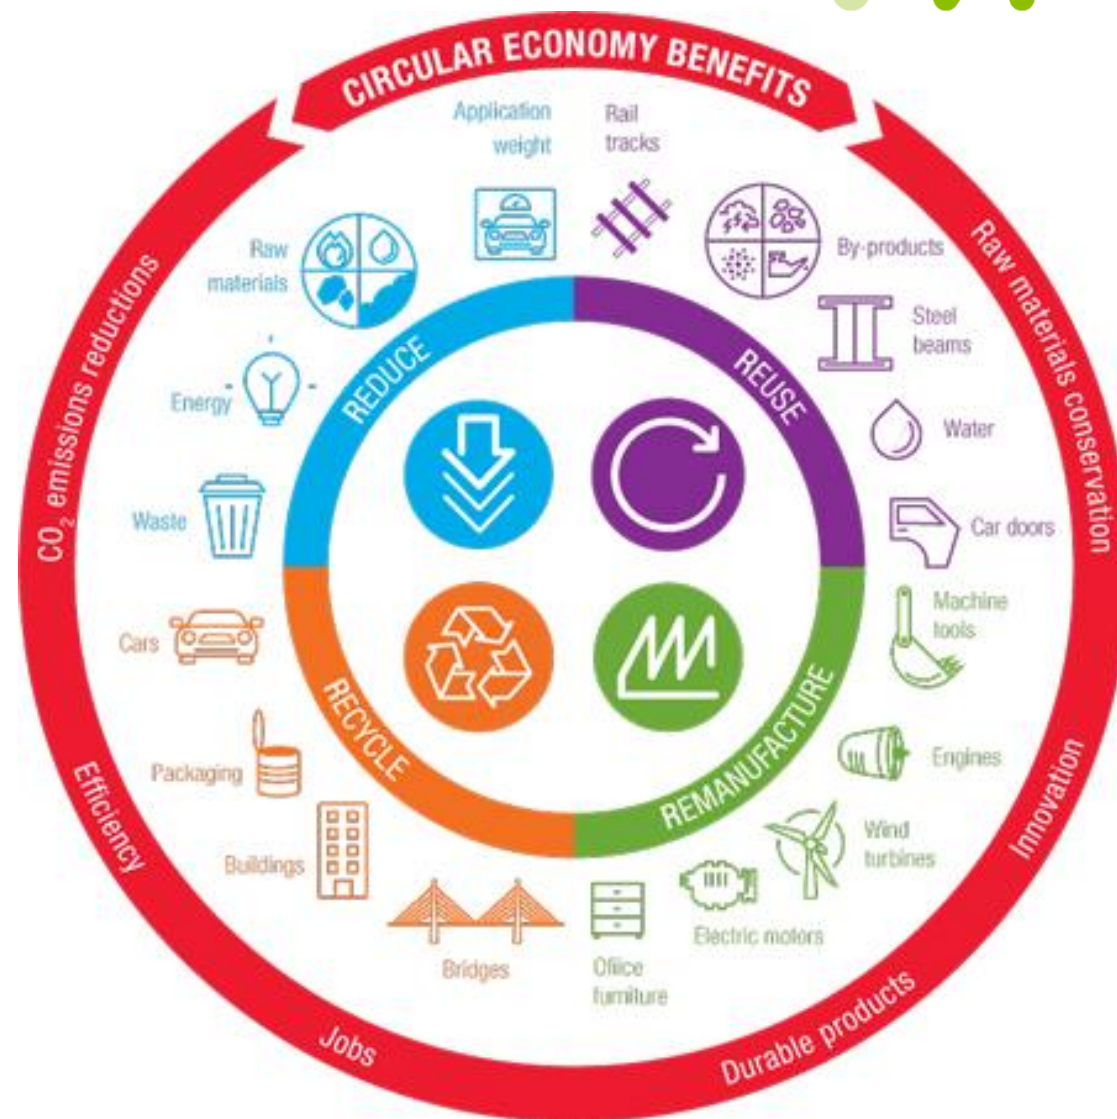 CIRCULAR ECONOMY BENEFITS
Application
weight
Rail
tracks
Raw
materials
By-products
Steel
beams
Energy
Water
Waste
Car doors
Cars
Machine
tools
Packaging
Engines
Buildings
Wind
turbines
Bridges
Electric motors
Office
furniture
REDUCE
REUSE
RECYCLE
REMANUFACTURE
CO₂ emissions reductions
Raw materials conservation
Efficiency
Innovation
Jobs
Durable products